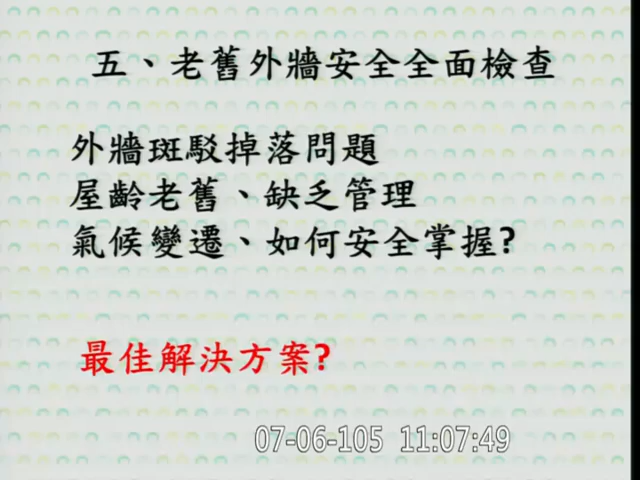 五、老舊外牆安全全面檢查
外牆斑駁掉落問題
屋齡老舊、缺乏管理
氣候變遷、如何安全掌握?
最佳解決方案?
07-06-105 11:07:49